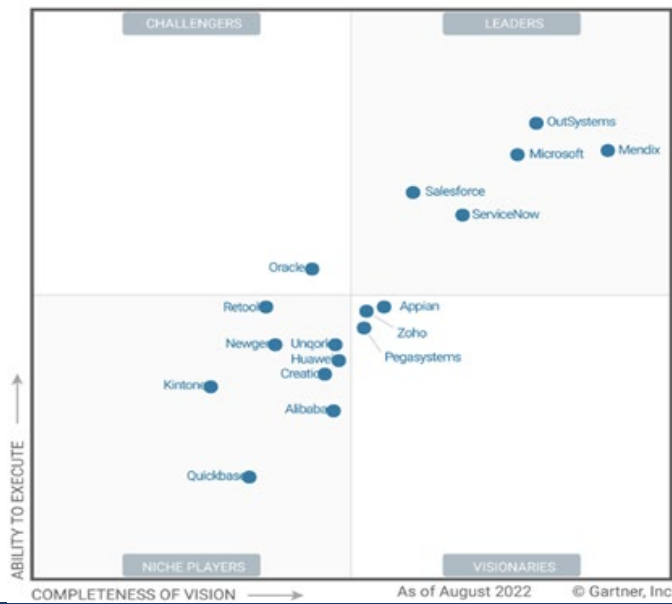 CHALLENGERS
LEADERS
OutSystems
Microsoft
Mendix
Salesforce
ServiceNow
Oracle
Retool
Appian
Zoho
Newgen
Unqork
Pegasystems
Huawei
Creatio
Kintone
Alibaba
Quickbase
ABILITY TO EXECUTE
NICHE PLAYERS
VISIONARIES
COMPLETENESS OF VISION
As of August 2022
© Gartner, Inc